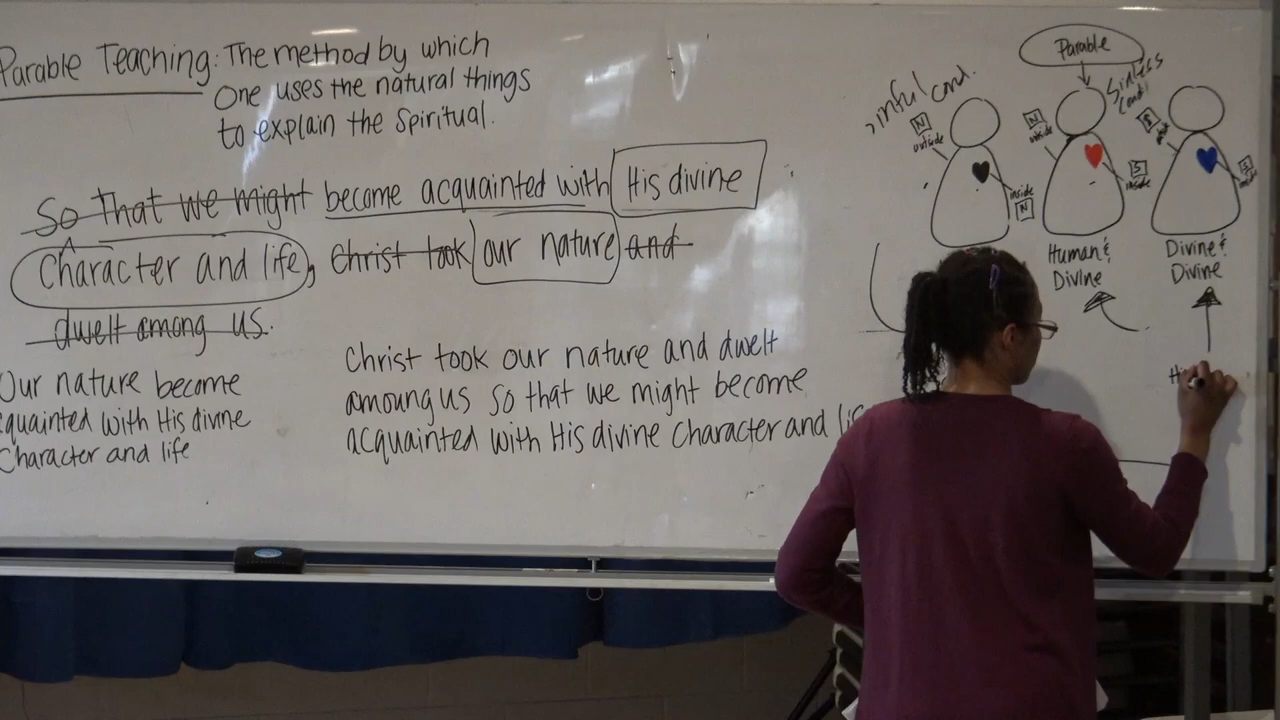 Parable Teaching: The method by which
One uses the natural things
to explain the Spiritual.
So That we might become acquainted with His divine
Character and life, Christ took our nature and
dwelt among us.
Our nature become
acquainted with His divine
Character and life
Christ took our nature and dwelt
amoung us so that we might become
acquainted with His divine Character and
Parable
Sinful cond.
Sinless
cond.
N
outside
inside
N
N
S
inside
S
S
Human &
Divine
Divine &
Divine
H